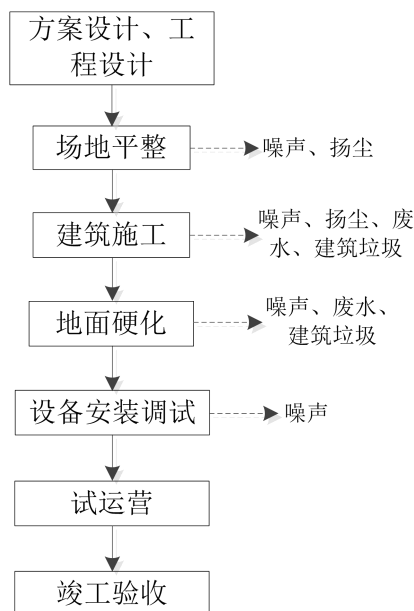 方案设计、工
程设计
场地平整
噪声、扬尘
建筑施工
噪声、扬尘、废
水、建筑垃圾
地面硬化
噪声、废水、
建筑垃圾
设备安装调试
噪声
试运营
竣工验收